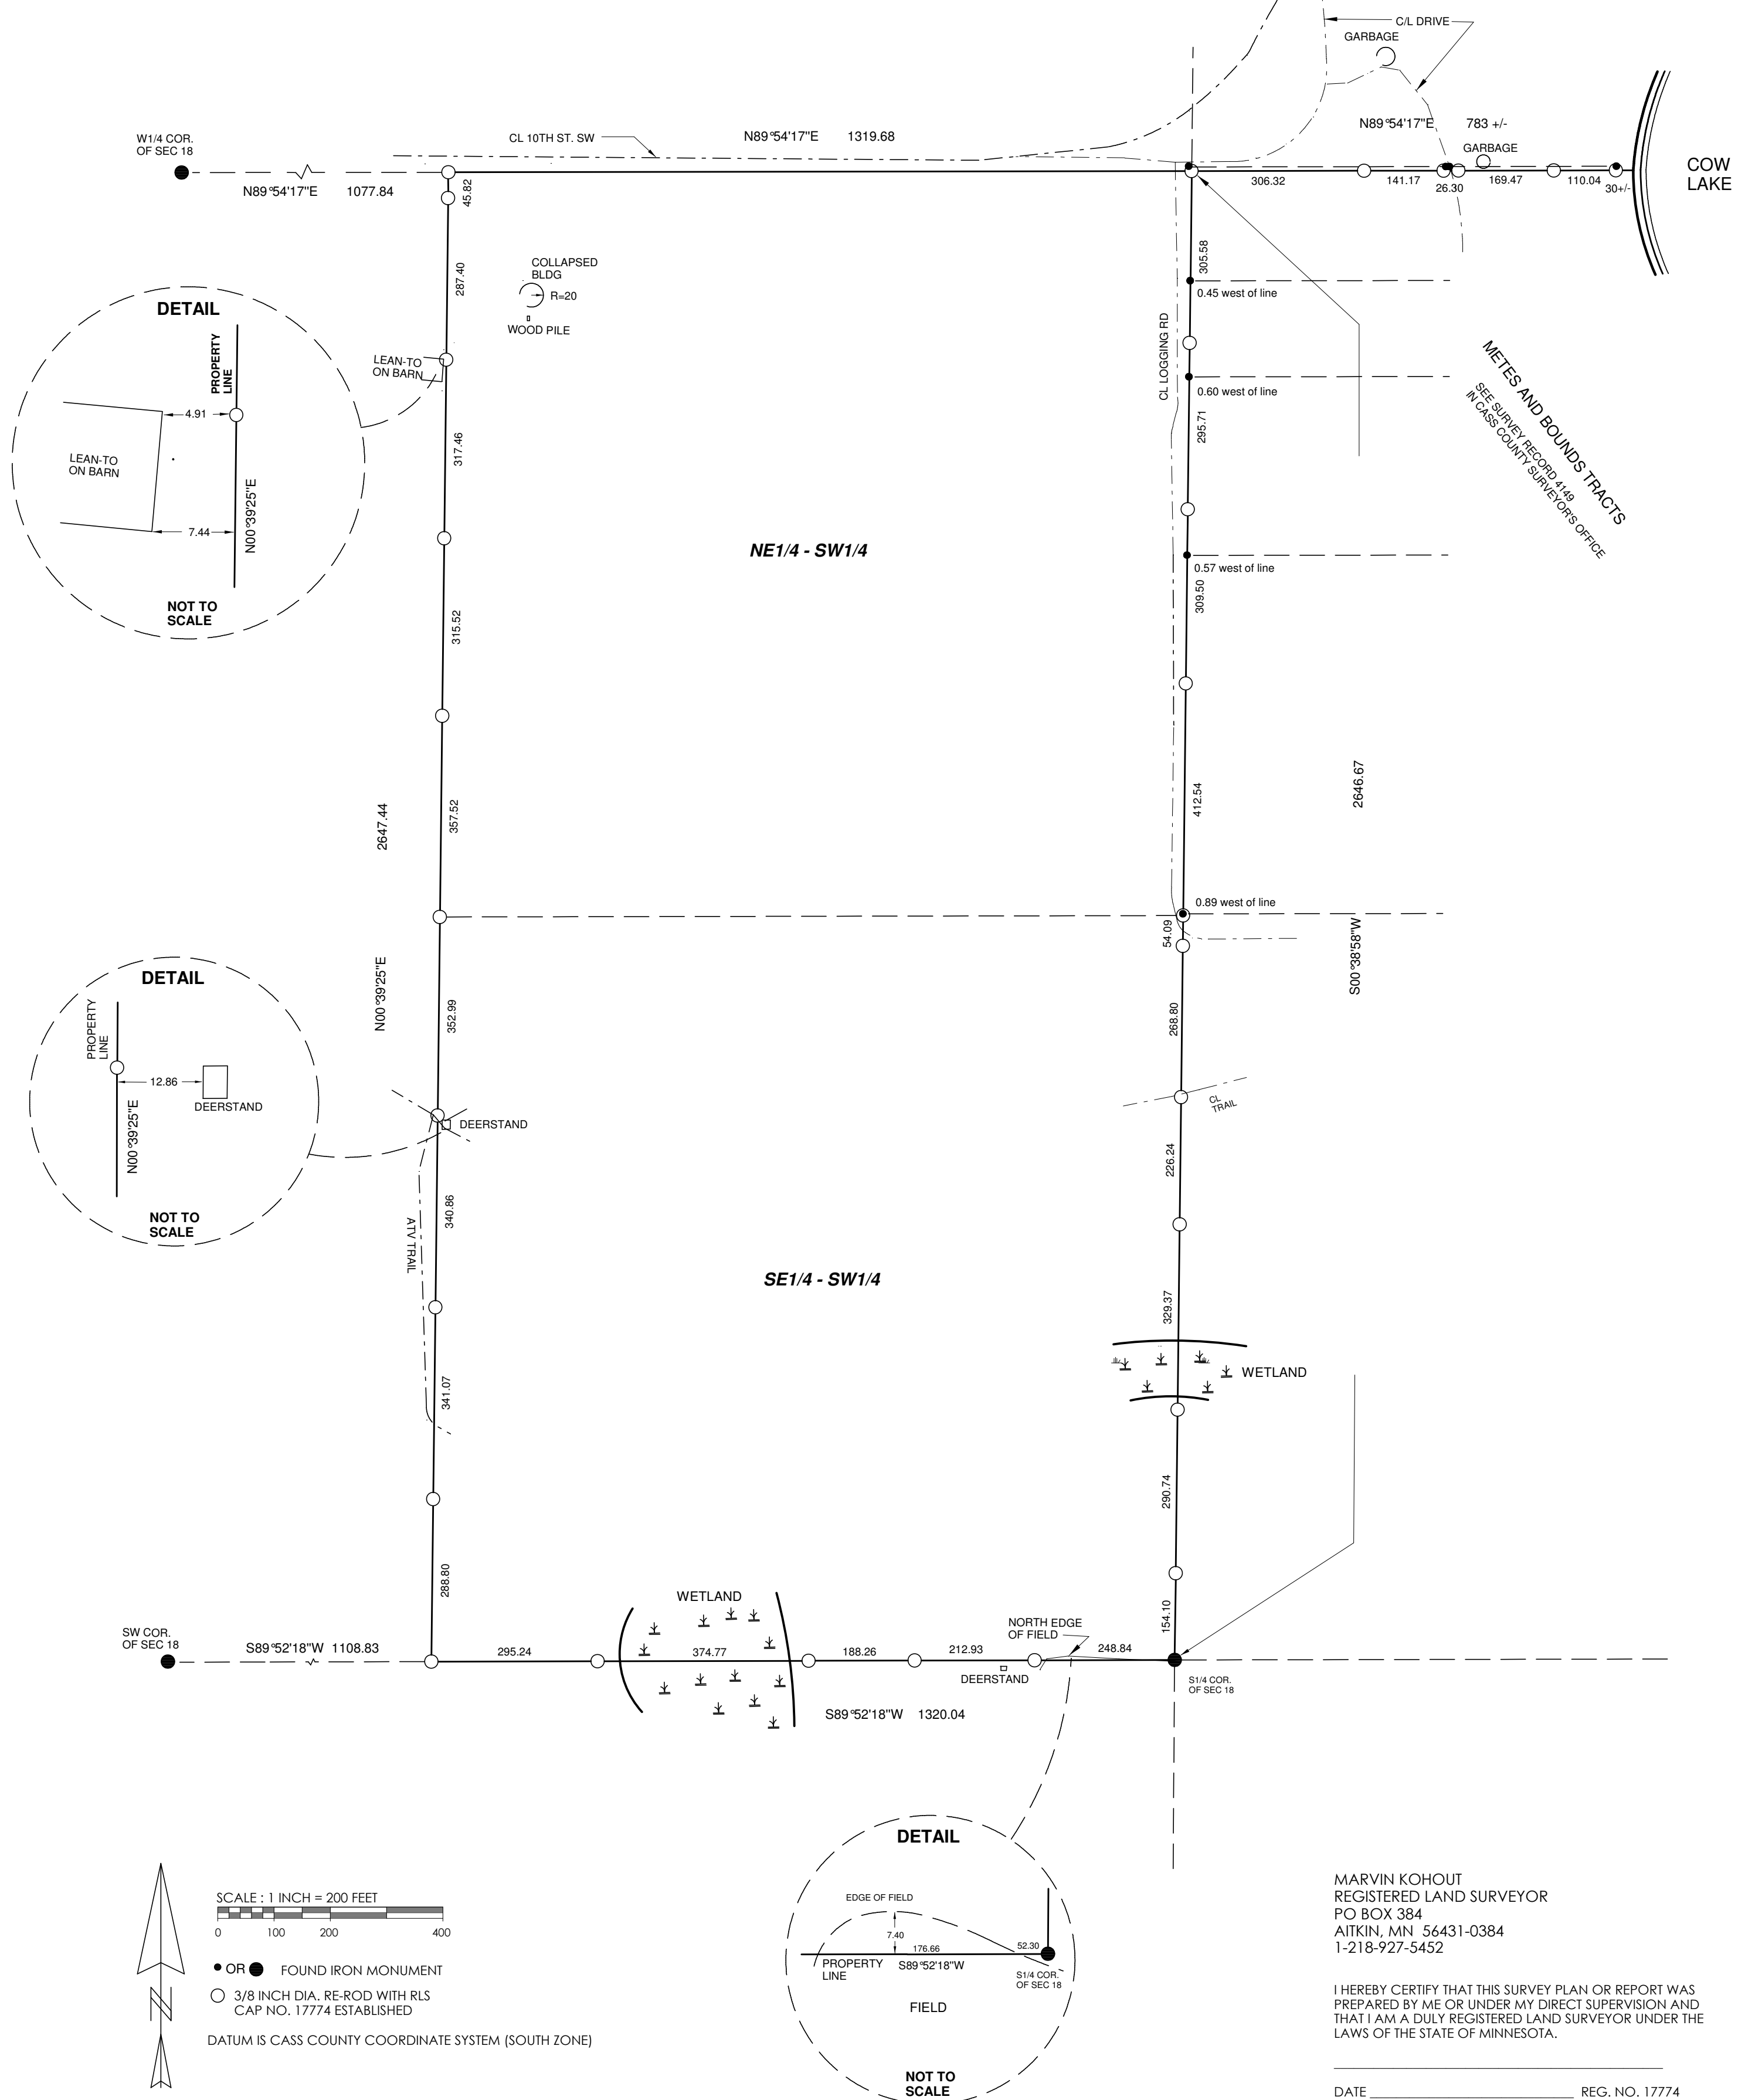 C/L DRIVE
GARBAGE
W1/4 COR.
OF SEC 18
CL 10TH ST. SW
N89°54'17"E 1319.68
N89°54'17"E 783 +/-
GARBAGE
COW
LAKE
N89°54'17"E 1077.84
45.82
306.32
141.17
26.30
169.47
110.04
30+/-
287.40
COLLAPSED
BLDG
R=20
WOOD PILE
305.58
0.45 west of line
DETAIL
PROPERTY
LINE
4.91
LEAN-TO
ON BARN
7.44
N00°39'25"E
NOT TO
SCALE
LEAN-TO
ON BARN
CL LOGGING RD
0.60 west of line
METES AND BOUNDS TRACTS
SEE SURVEY RECORD 4149
IN CASS COUNTY SURVEYOR'S OFFICE
317.46
295.71
NE1/4 - SW1/4
0.57 west of line
309.50
315.52
2647.44
357.52
412.54
2646.67
0.89 west of line
54.09
S00°38'58"W
N00°39'25"E
352.99
268.80
DETAIL
PROPERTY
LINE
12.86
DEERSTAND
N00°39'25"E
NOT TO
SCALE
DEERSTAND
CL
TRAIL
226.24
340.86
ATV TRAIL
SE1/4 - SW1/4
329.37
WETLAND
341.07
290.74
288.80
WETLAND
154.10
SW COR.
OF SEC 18
S89°52'18"W 1108.83
295.24
374.77
188.26
212.93
NORTH EDGE
OF FIELD
248.84
DEERSTAND
S1/4 COR.
OF SEC 18
S89°52'18"W 1320.04
DETAIL
EDGE OF FIELD
7.40
176.66
52.30
PROPERTY
LINE
S89°52'18"W
S1/4 COR.
OF SEC 18
FIELD
NOT TO
SCALE
N
SCALE : 1 INCH = 200 FEET
0 100 200 400
OR FOUND IRON MONUMENT
3/8 INCH DIA. RE-ROD WITH RLS
CAP NO. 17774 ESTABLISHED
DATUM IS CASS COUNTY COORDINATE SYSTEM (SOUTH ZONE)
MARVIN KOHOUT
REGISTERED LAND SURVEYOR
PO BOX 384
AITKIN, MN 56431-0384
1-218-927-5452
I HEREBY CERTIFY THAT THIS SURVEY PLAN OR REPORT WAS
PREPARED BY ME OR UNDER MY DIRECT SUPERVISION AND
THAT I AM A DULY REGISTERED LAND SURVEYOR UNDER THE
LAWS OF THE STATE OF MINNESOTA.
DATE REG. NO. 17774